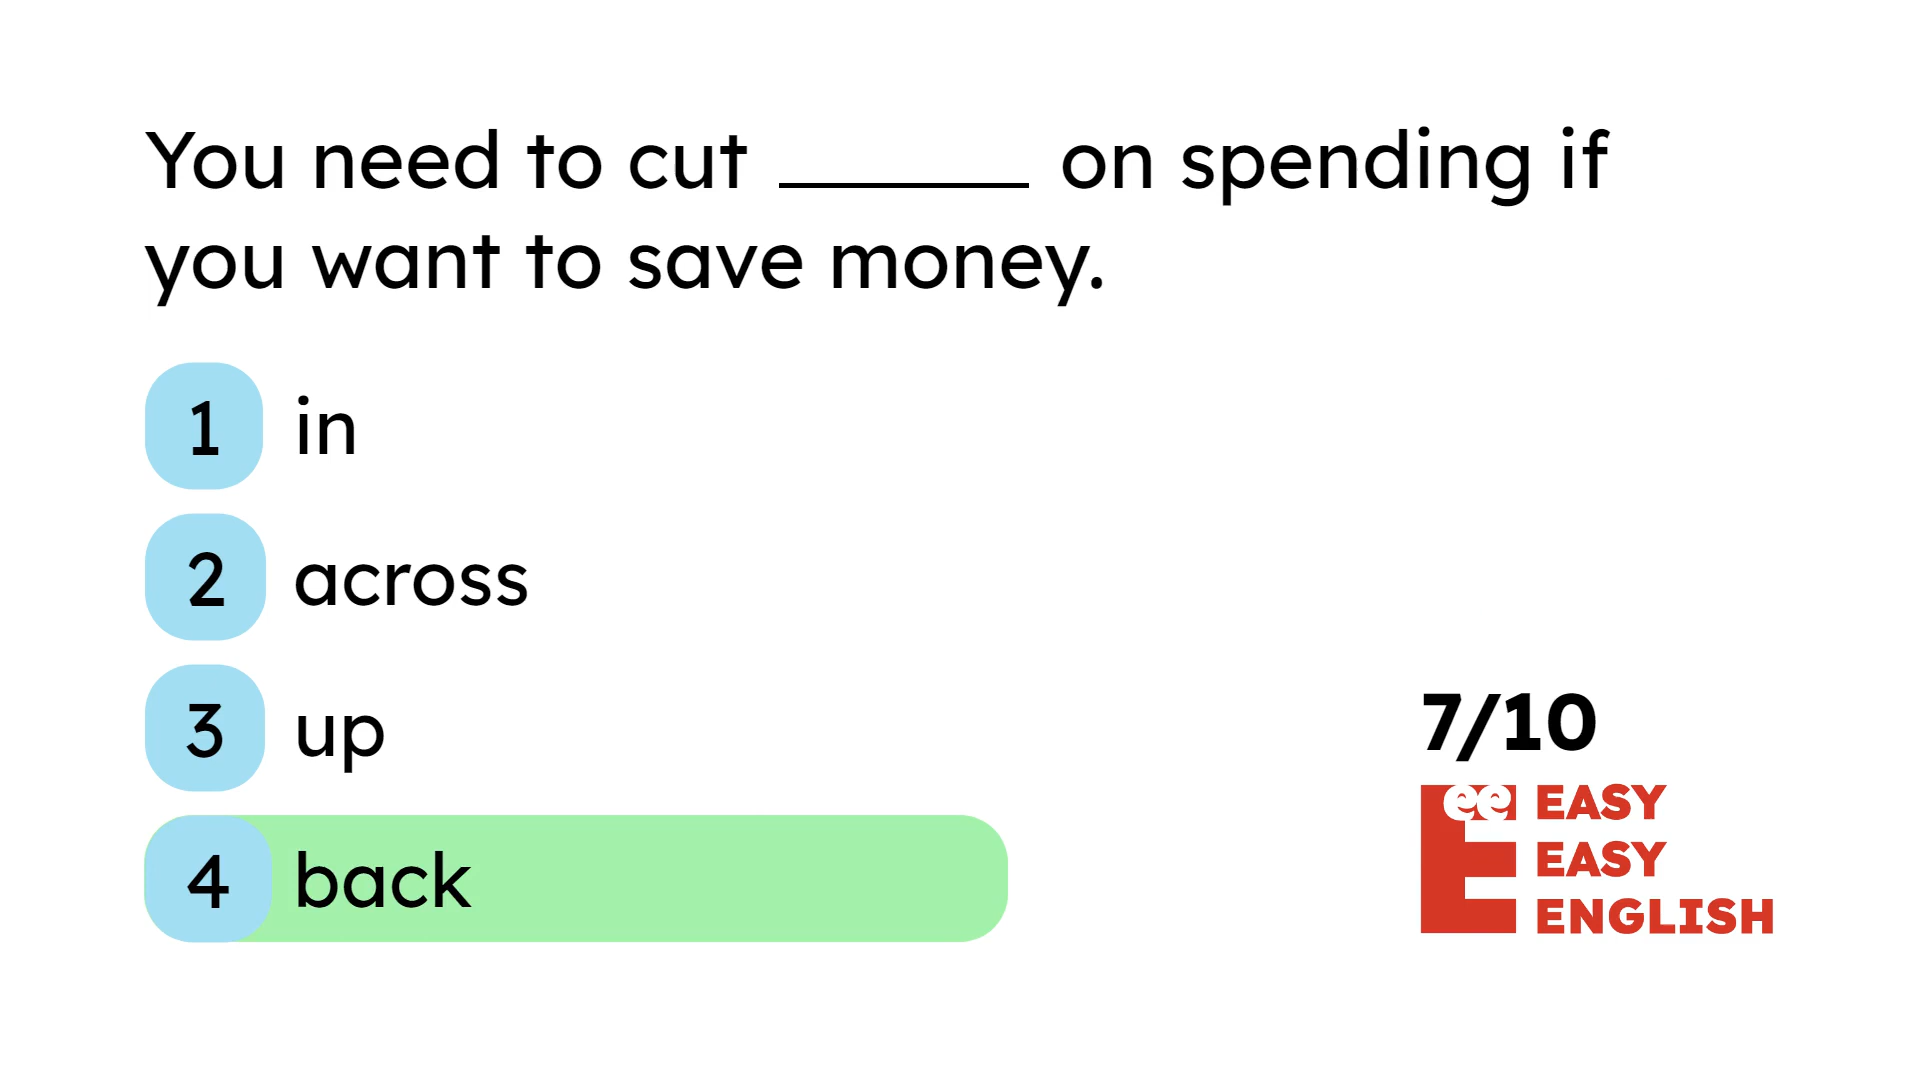 You need to cut ______ on spending if
you want to save money.
1 in
2 across
3 up
4 back
7/10
Eee EASY
EASY
ENGLISH